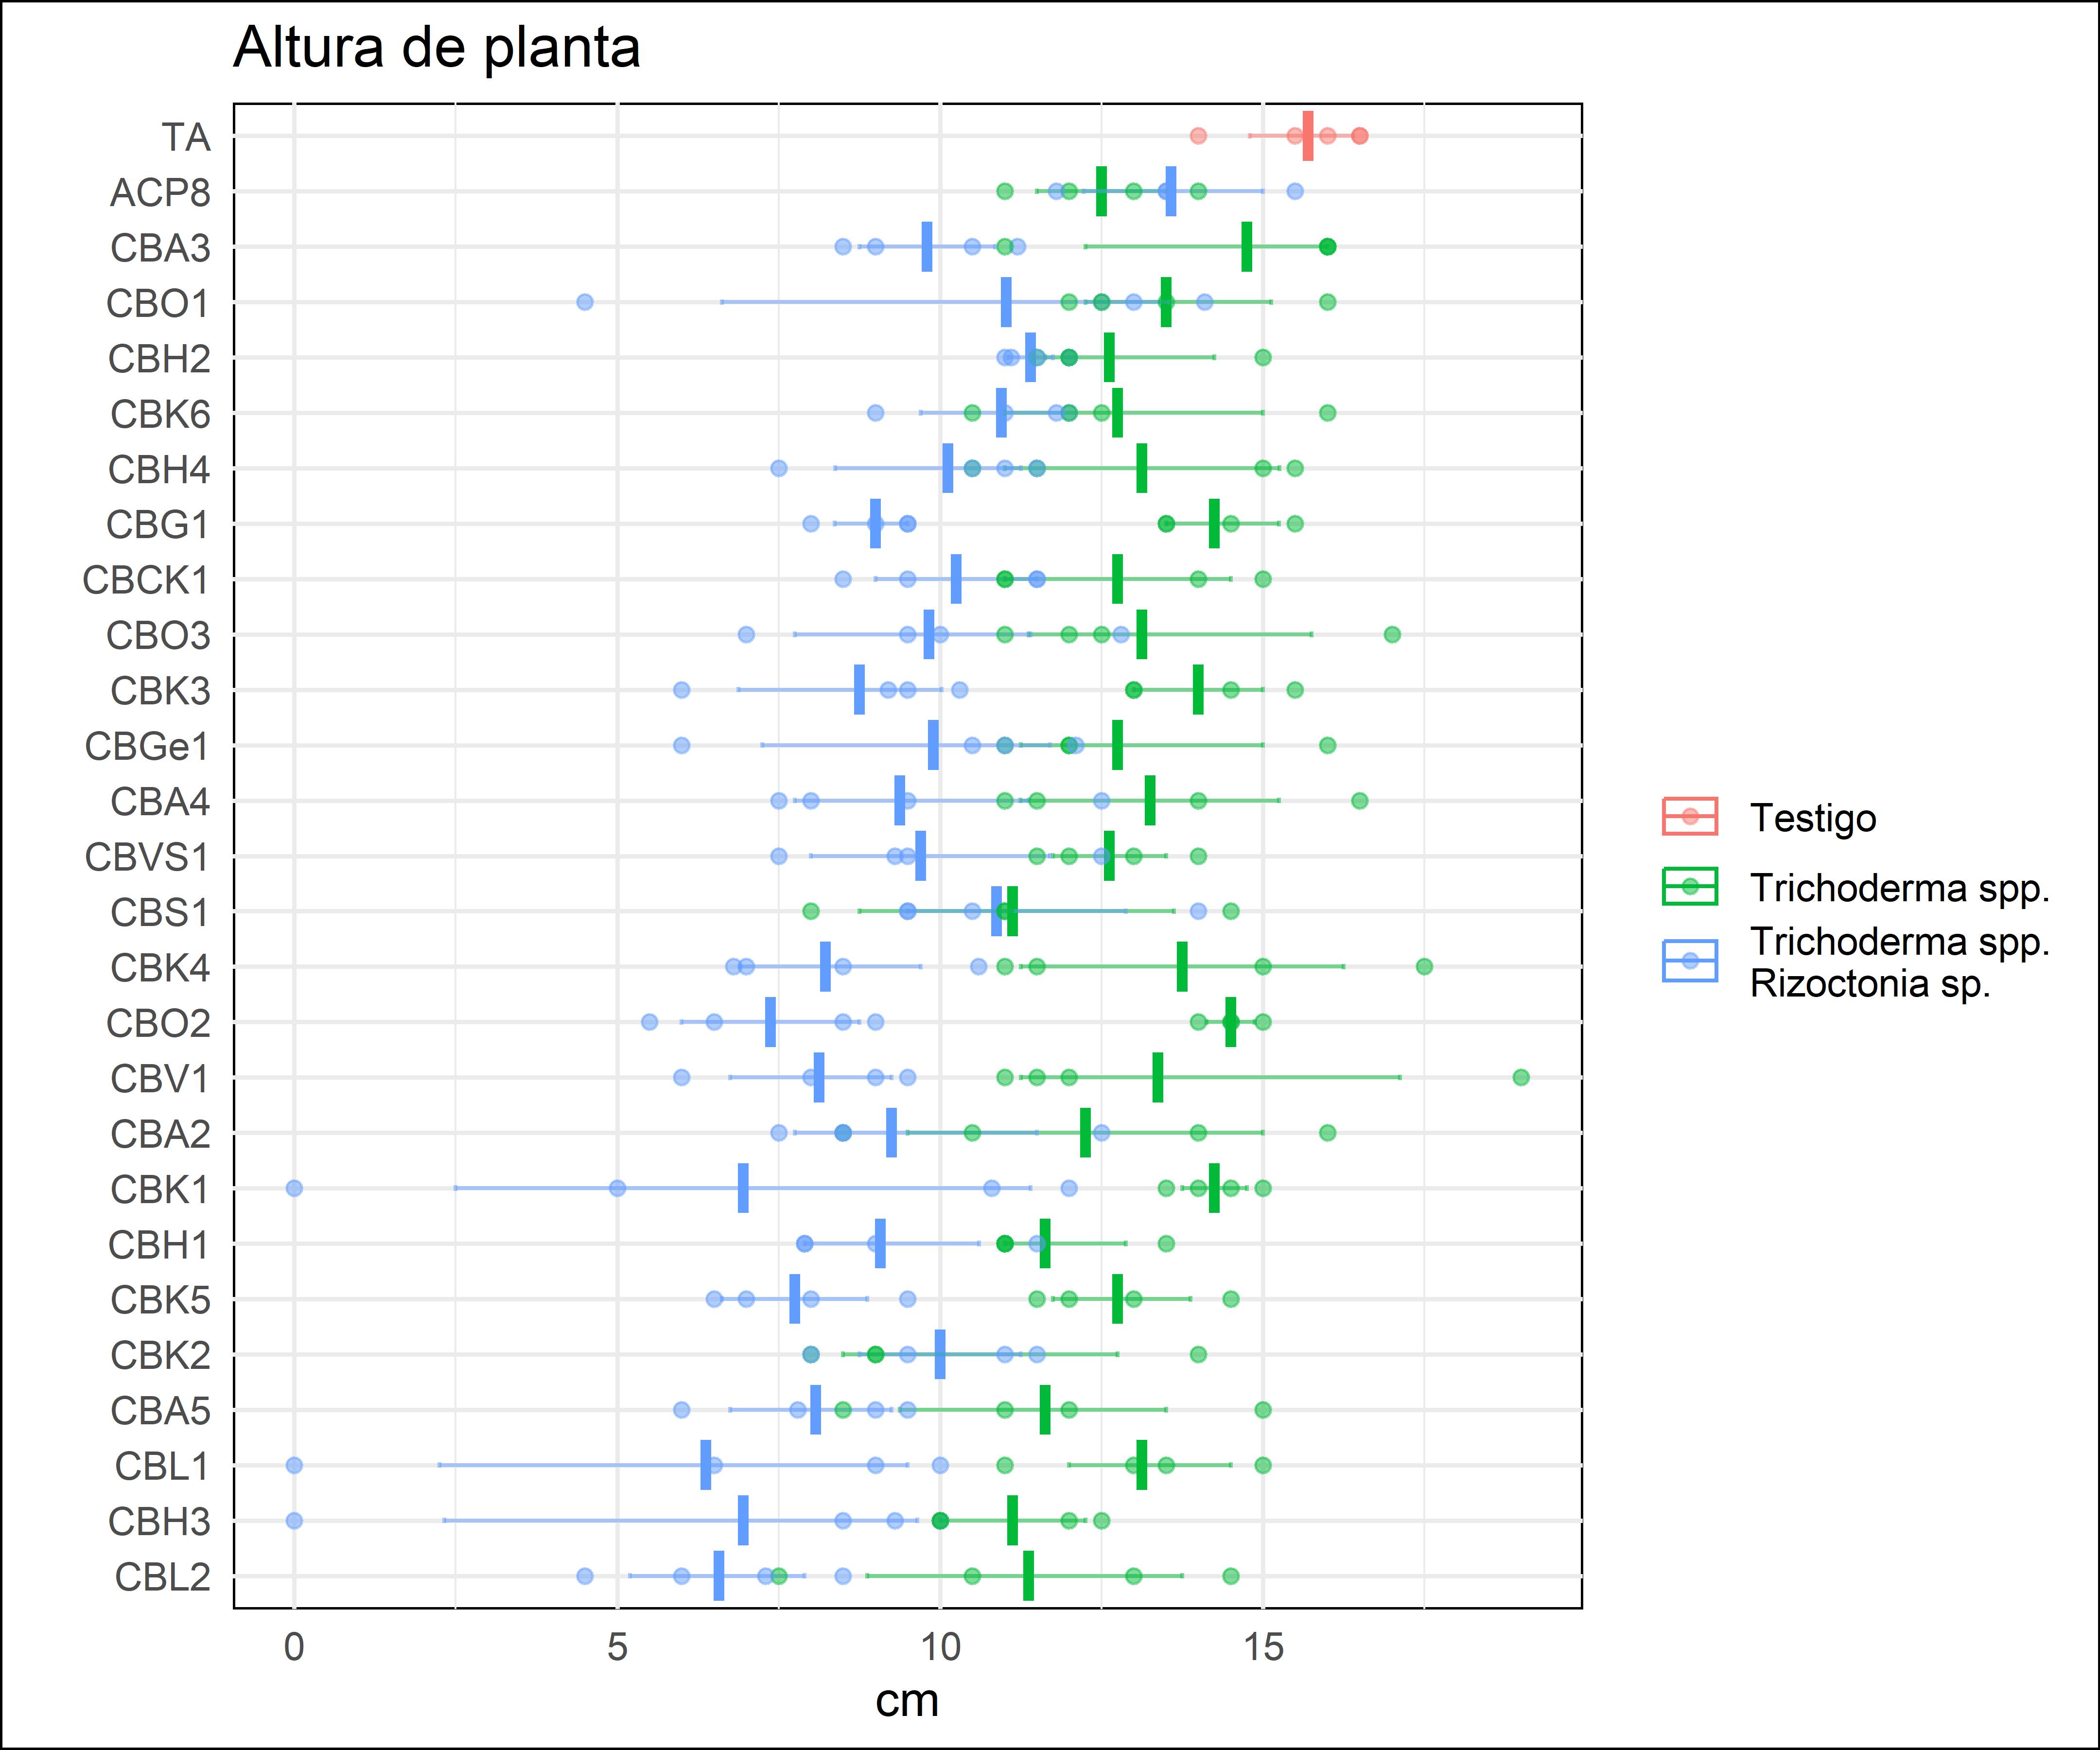 Altura de planta
TA
ACP8
CBA3
CBO1
CBH2
CBK6
CBH4
CBG1
CBCK1
CBO3
CBK3
CBGe1
CBA4
CBVS1
CBS1
CBK4
CBO2
CBV1
CBA2
CBK1
CBH1
CBK5
CBK2
CBA5
CBL1
CBH3
CBL2
0 5 10 15
cm
Testigo
Trichoderma spp.
Trichoderma spp.
Rizoctonia sp.